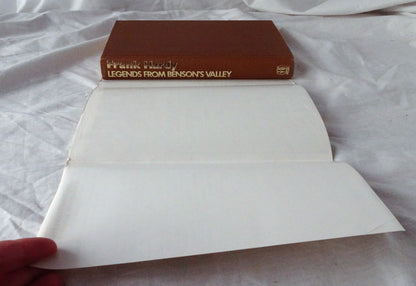 Frank Hardy
LEGENDS FROM BENSON'S VALLEY